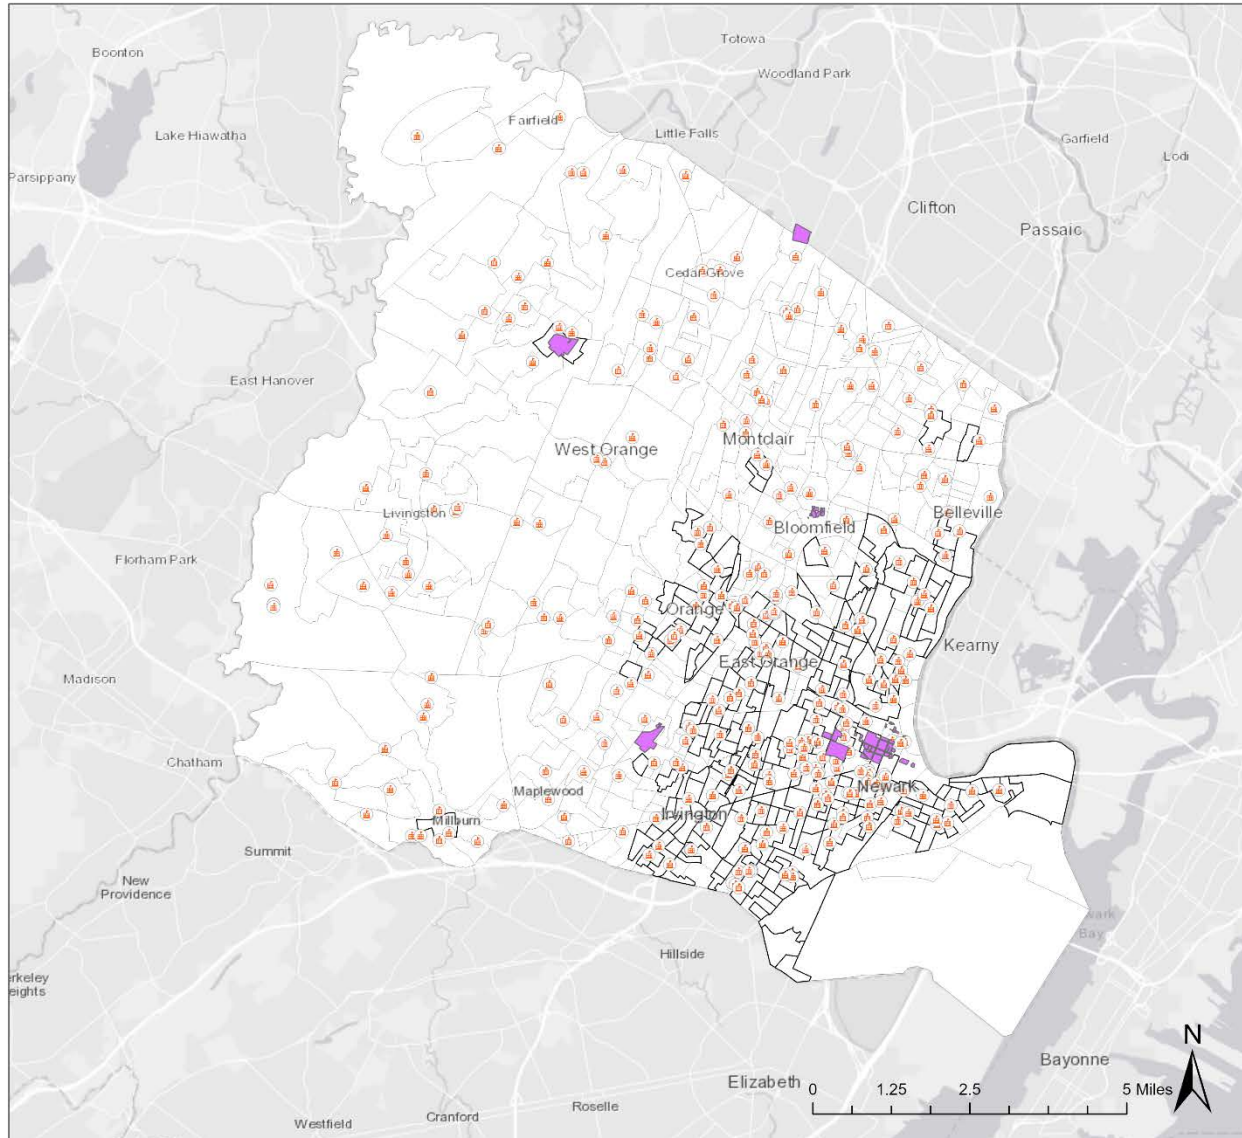 Totowa
Boonton
Woodland Park
Fairfield
Little Falls
Lake Hiawatha
Garfield
Lodi
Parsippany
Clifton
Passaic
Cedar Grove
East Hanover
Montclair
West Orange
Livingston
Belleville
Bloomfield
Florham Park
Orange
Kearny
East Orange
Madison
Chatham
Maplewood
Newark
Irvington
Millburn
Summit
New
Providence
wark
Bay
Hillside
erkeley
eights
N
Bayonne
Elizabeth
0 1.25 2.5 5 Miles
Roselle
Cranford
Westfield